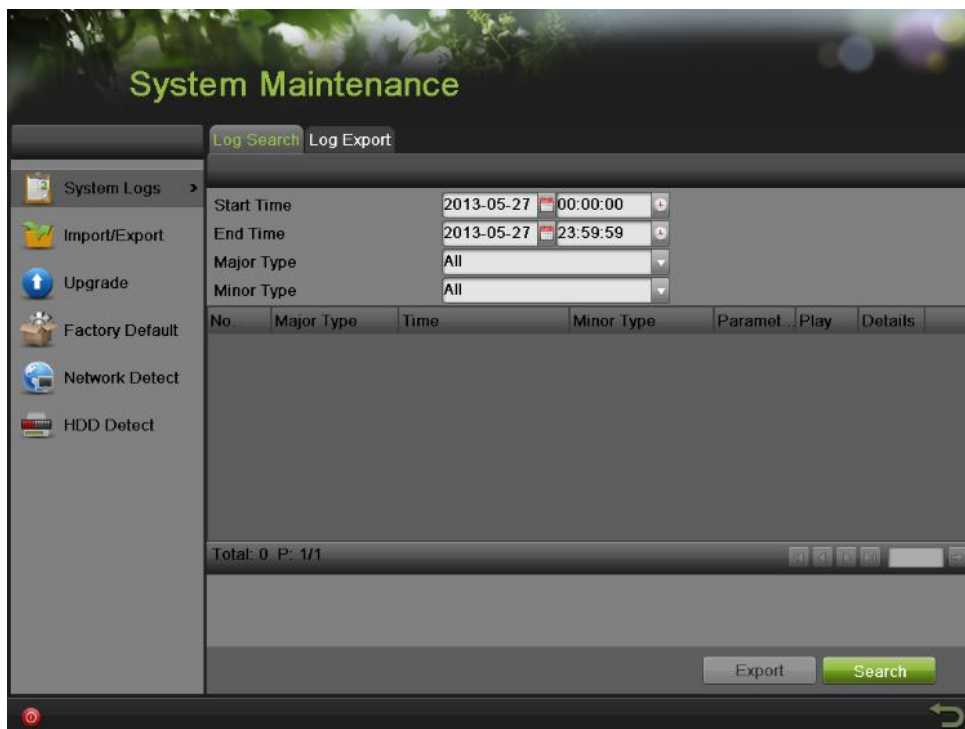 System Maintenance
Log Search Log Export
System Logs >
Import/Export
Upgrade
Factory Default
Network Detect
HDD Detect
Start Time 2013-05-27 00:00:00
End Time 2013-05-27 23:59:59
Major Type All
Minor Type All
No. Major Type Time Minor Type Paramet... Play Details
Total: 0 P: 1/1
Export Search